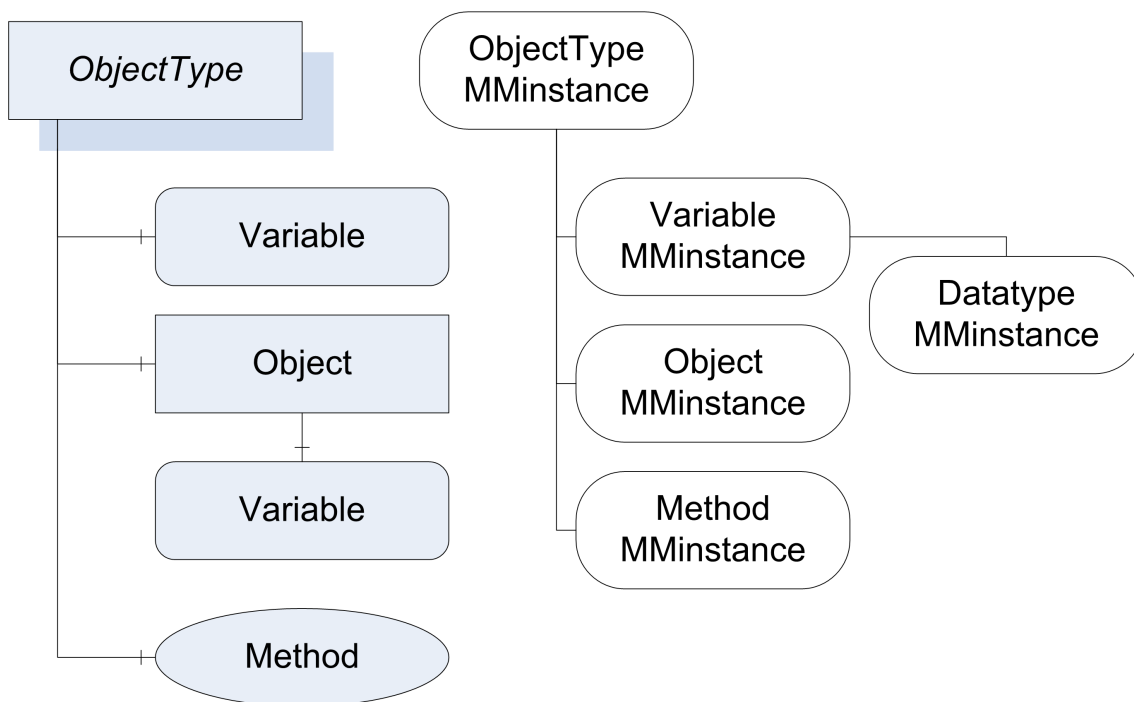 ObjectType
Variable
Object
Variable
Method
ObjectType
MMinstance
Variable
MMinstance
Datatype
MMinstance
Object
MMinstance
Method
MMinstance